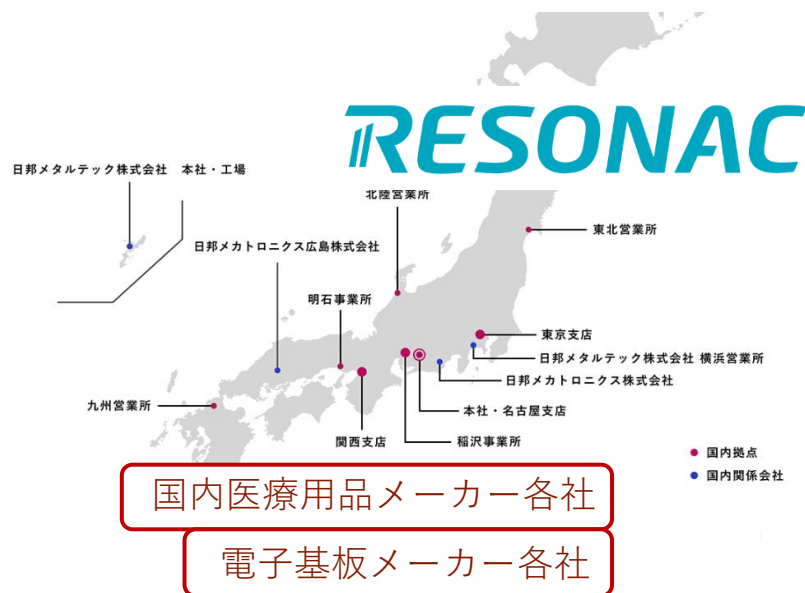 RESONAC
日邦メタルテック株式会社　本社・工場
北陸営業所
東北営業所
日邦メカトロニクス広島株式会社
明石事業所
東京支店
日邦メタルテック株式会社 横浜営業所
日邦メカトロニクス株式会社
九州営業所
本社・名古屋支店
関西支店
稲沢事業所
国内拠点
国内関係会社
国内医療用品メーカー各社
電子基板メーカー各社